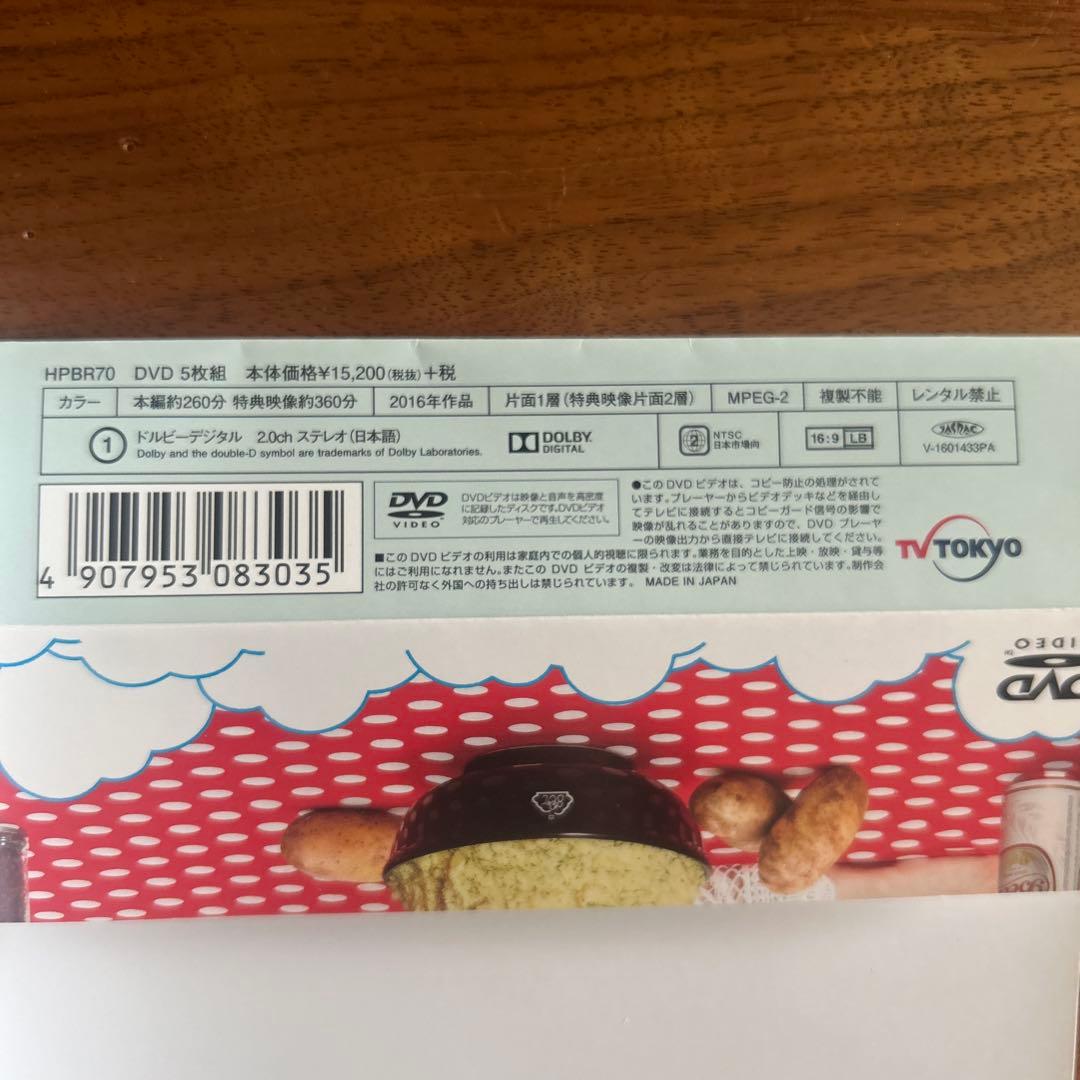 HPBR70 DVD 5枚組 本体価格¥15,200(税抜)+税
カラー 本編約260分 特典映像約360分 2016年作品 片面1層(特典映像片面2層) MPEG-2 複製不能 レンタル禁止
1 ドルビーデジタル 2.0ch ステレオ(日本語)
Dolby and the double-D symbol are trademarks of Dolby Laboratories.
DOLBY
DIGITAL
2 NTSC
日本市場向
16:9 LB
JASRAC
V-1601433PA
4 907953 083035
DVD
VIDEO
DVDビデオは映像と音声を高密度
に記録したディスクです。DVDビデオ
対応のプレーヤーで再生してください。
●このDVDビデオは、コピー防止の処理がされて
います。プレーヤーからビデオデッキなどを経由し
てテレビに接続するとコピーガード信号の影響で
映像が乱れることがありますので、DVDプレーヤ
ーの映像出力から直接テレビに接続してください。
■このDVDビデオの利用は家庭内での個人的視聴に限られます。業務を目的とした上映・放映・貸与等
にはご利用になれません。またこのDVDビデオの複製・改変は法律によって禁じられています。制作会
社の許可なく外国への持ち出しは禁じられています。 MADE IN JAPAN
TV TOKYO
DVD
VIDEO